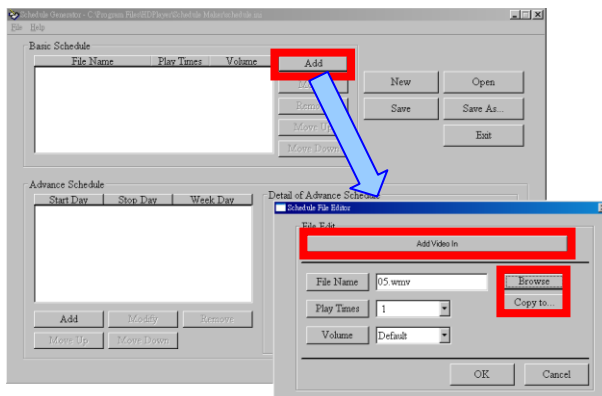 Schedule Generator - C:\Program Files\SDPlayer\Schedule Maker\schedule.ini
File Help
Basic Schedule
File Name Play Times Volume
Add
Remove
Move Up
Move Down
New Open
Save Save As...
Exit
Advance Schedule
Start Day Stop Day Week Day
Add Modify Remove
Move Up Move Down
Detail of Advance Schedule
Schedule File Editor
File Edit
Add Video In
File Name 05.wmv Browse
Play Times 1 Copy to...
Volume Default
OK Cancel